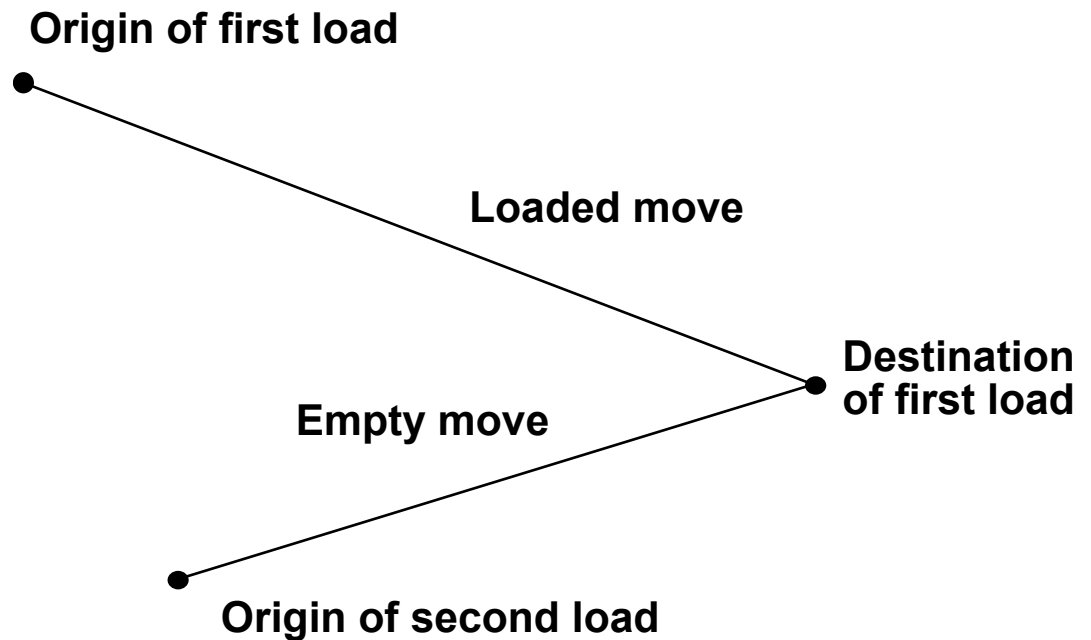 Origin of first load
Loaded move
Destination
of first load
Empty move
Origin of second load